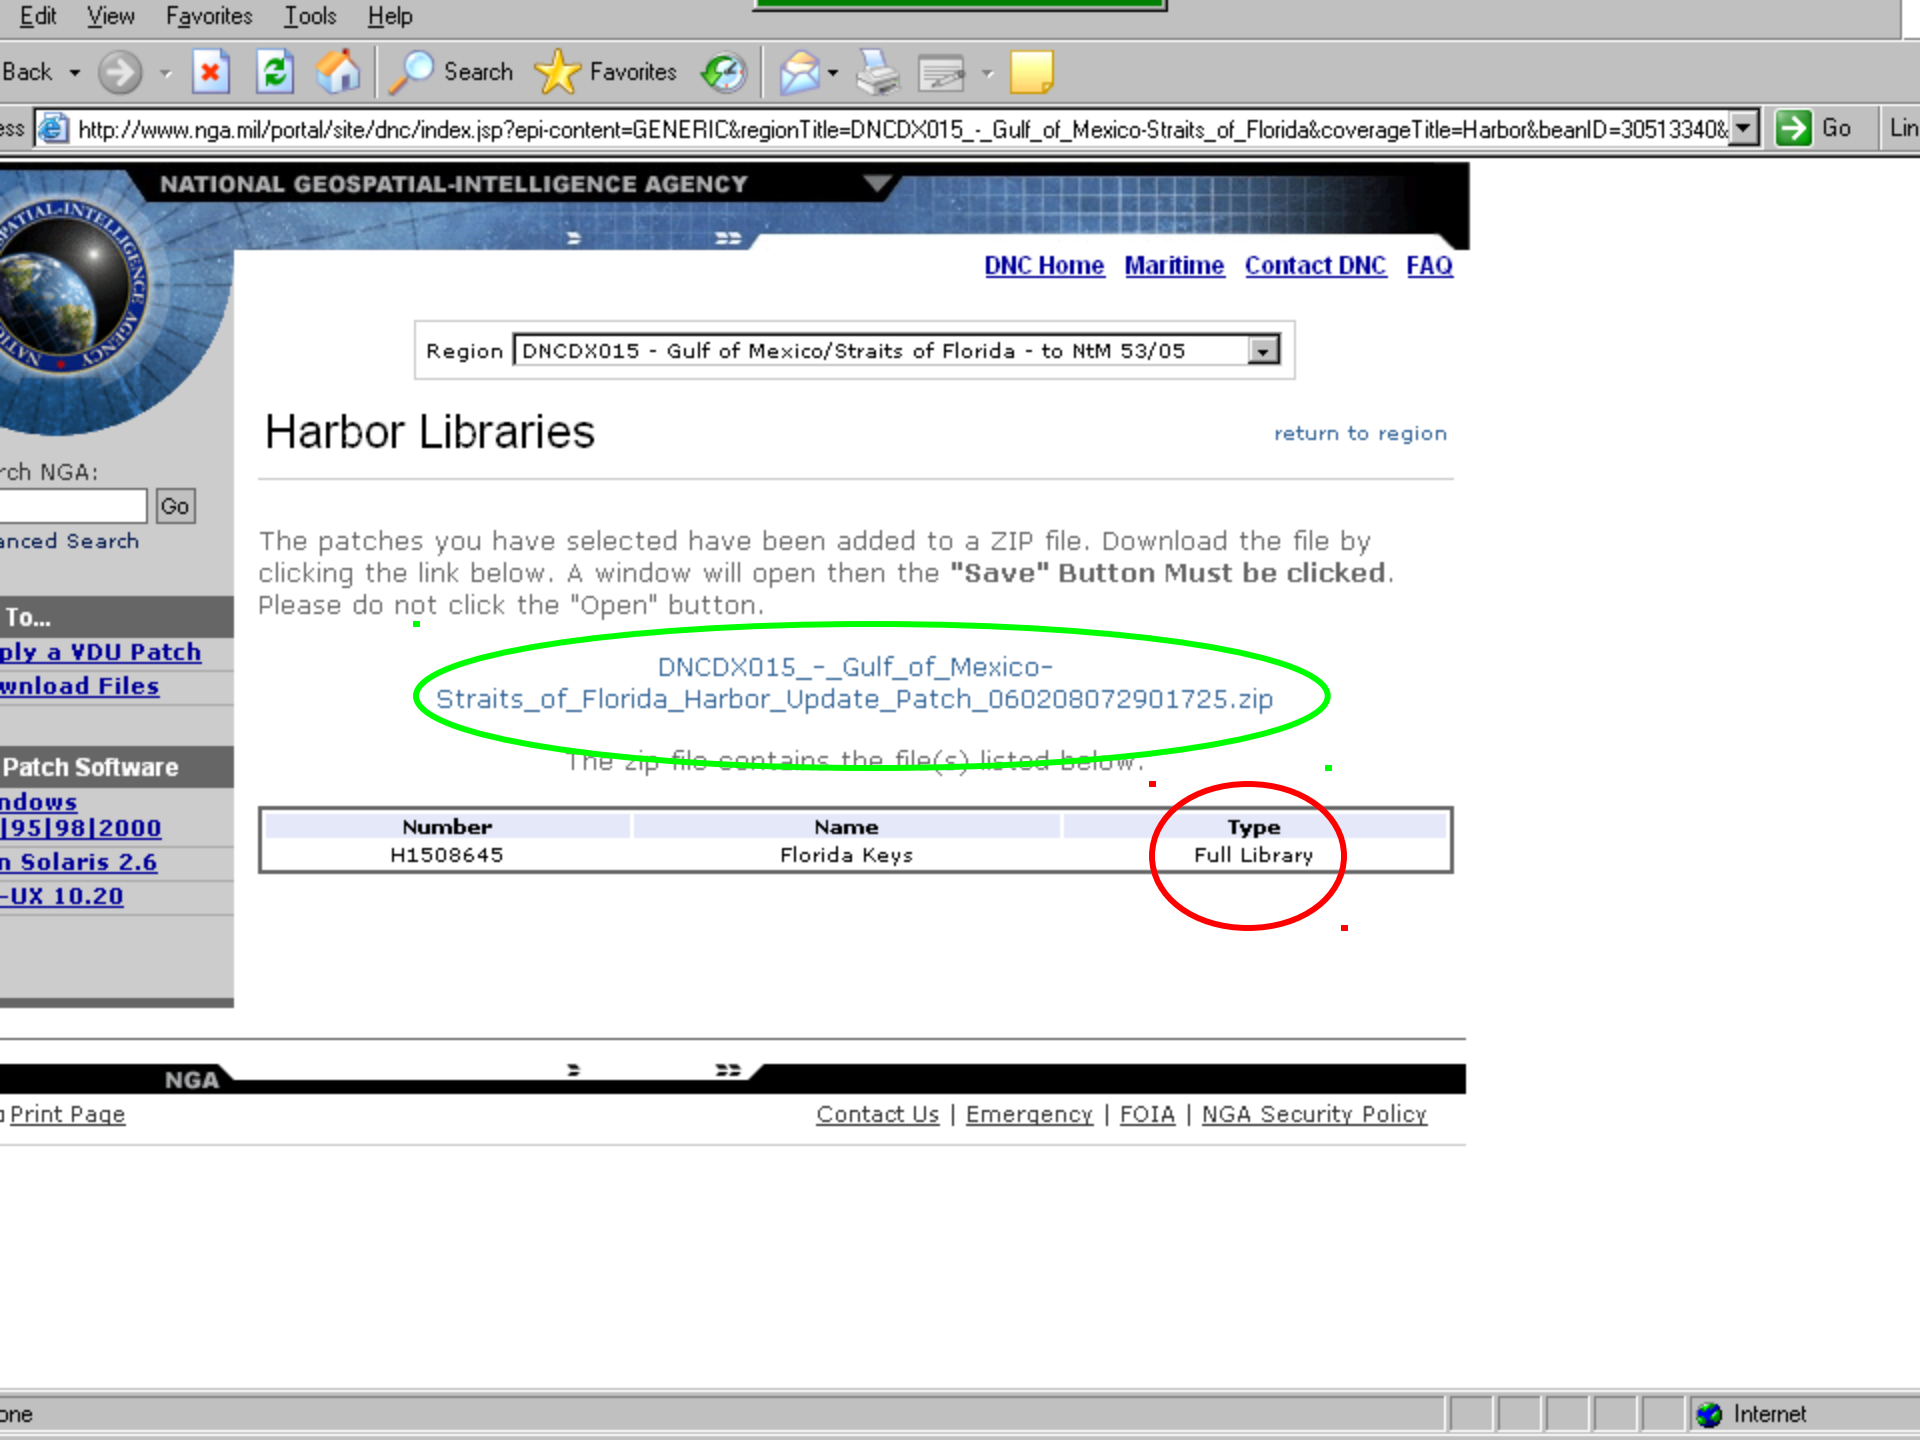 Edit View Favorites Tools Help
Back Search Favorites
ess http://www.nga.mil/portal/site/dnc/index.jsp?epi-content=GENERIC&regionTitle=DNCDX015_-_Gulf_of_Mexico-Straits_of_Florida&coverageTitle=Harbor&beanID=30513340& Go Lin
NATIONAL GEOSPATIAL-INTELLIGENCE AGENCY
PATIAL-INTELLIGENCE AGENCY NATION
DNC Home Maritime Contact DNC FAQ
Region DNCDX015 - Gulf of Mexico/Straits of Florida - to NtM 53/05
Harbor Libraries
return to region
rch NGA:
Go
anced Search
The patches you have selected have been added to a ZIP file. Download the file by
clicking the link below. A window will open then the "Save" Button Must be clicked.
Please do not click the "Open" button.
To...
ply a VDU Patch
wnload Files
DNCDX015_-_Gulf_of_Mexico-
Straits_of_Florida_Harbor_Update_Patch_060208072901725.zip
The zip file contains the file(s) listed below.
Patch Software
ndows
|95|98|2000
n Solaris 2.6
-UX 10.20
Number Name Type
H1508645 Florida Keys Full Library
NGA
Print Page
Contact Us | Emergency | FOIA | NGA Security Policy
one
Internet